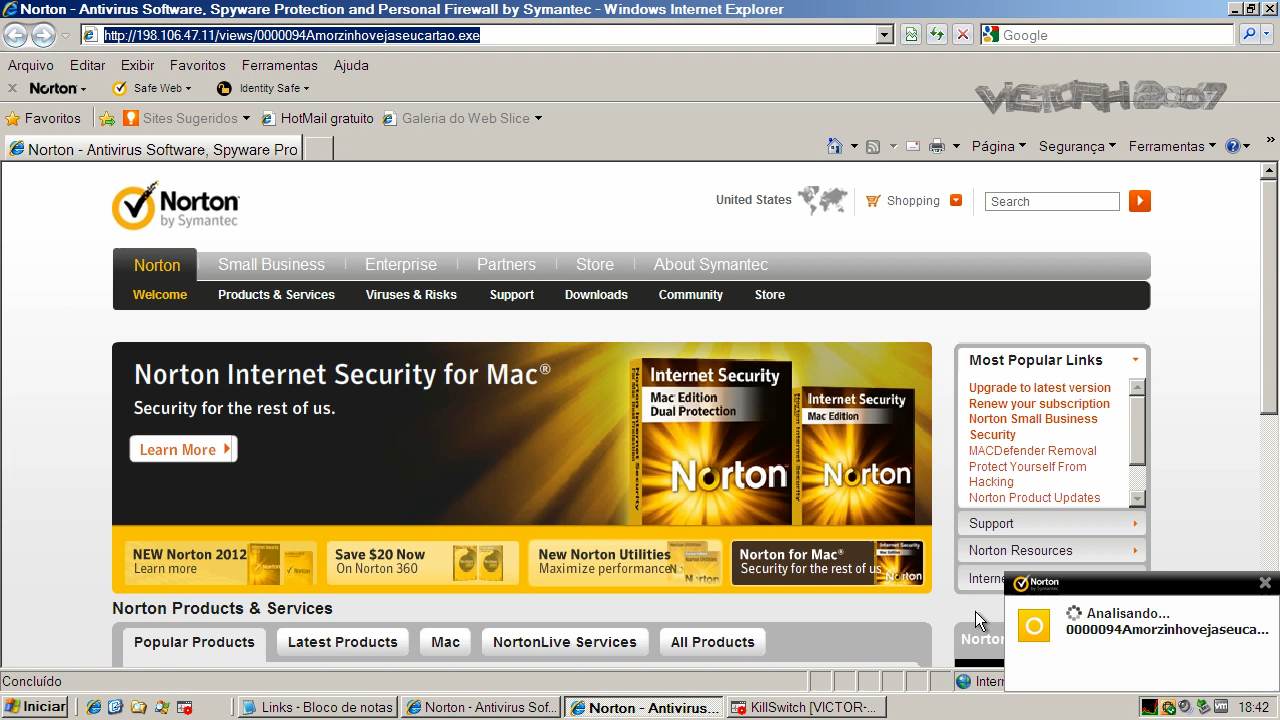 Norton - Antivirus Software, Spyware Protection and Personal Firewall by Symantec - Windows Internet Explorer
http://198.106.47.11/views/0000094Amorzinhovejaseucartao.exe
Google
Arquivo Editar Exibir Favoritos Ferramentas Ajuda
Norton Safe Web Identity Safe
VICTORH 2007
Favoritos Sites Sugeridos HotMail gratuito Galeria do Web Slice
Norton - Antivirus Software, Spyware Pro
Página Segurança Ferramentas
Norton by Symantec
United States Shopping Search
Norton Small Business Enterprise Partners Store About Symantec
Welcome Products & Services Viruses & Risks Support Downloads Community Store
Norton Internet Security for Mac®
Security for the rest of us.
Learn More
Internet Security
Mac Edition
Dual Protection
Norton
Internet Security
Mac Edition
Norton
Most Popular Links
Upgrade to latest version
Renew your subscription
Norton Small Business
Security
MACDefender Removal
Protect Yourself From
Hacking
Norton Product Updates
Support
Norton Resources
Interne
NEW Norton 2012
Learn more
Save $20 Now
On Norton 360
New Norton Utilities
Maximize performance
Norton for Mac®
Security for the rest of us
Norton Products & Services
Popular Products Latest Products Mac NortonLive Services All Products
Norton
Norton
Analisando...
0000094Amorzinhovejaseuca...
Concluído
Intern
Iniciar
Links - Bloco de notas
Norton - Antivirus Sof...
Norton - Antivirus...
KillSwitch [VICTOR-...
18:42